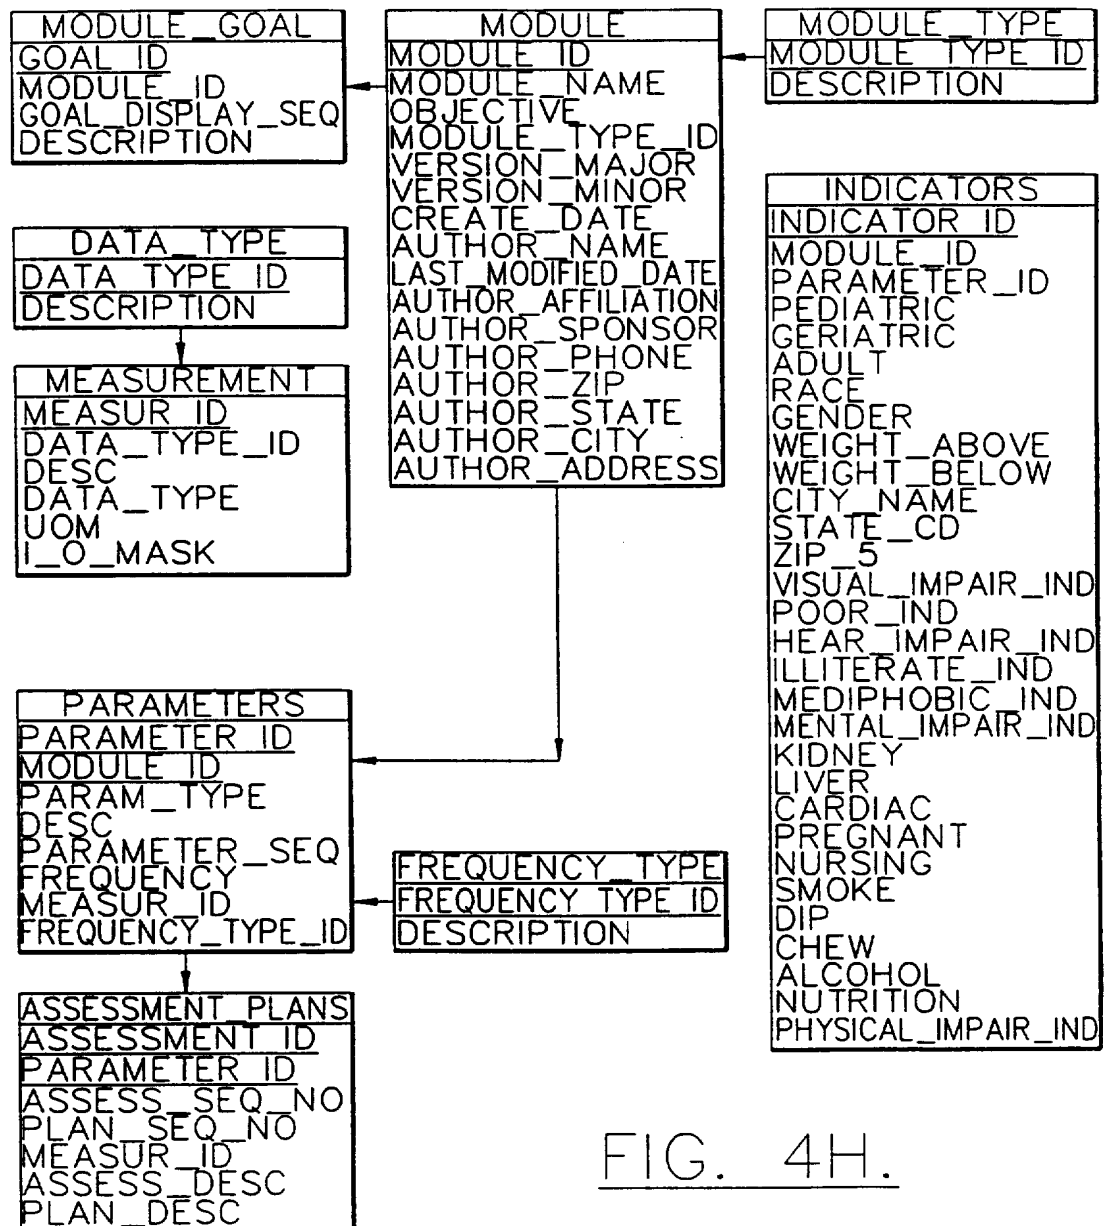 MODULE_GOAL
GOAL_ID
MODULE_ID
GOAL_DISPLAY_SEQ
DESCRIPTION
MODULE
MODULE_ID
MODULE_NAME
OBJECTIVE
MODULE_TYPE_ID
VERSION_MAJOR
VERSION_MINOR
CREATE_DATE
AUTHOR_NAME
LAST_MODIFIED_DATE
AUTHOR_AFFILIATION
AUTHOR_SPONSOR
AUTHOR_PHONE
AUTHOR_ZIP
AUTHOR_STATE
AUTHOR_CITY
AUTHOR_ADDRESS
MODULE_TYPE
MODULE_TYPE_ID
DESCRIPTION
DATA_TYPE
DATA_TYPE_ID
DESCRIPTION
MEASUREMENT
MEASUR_ID
DATA_TYPE_ID
DESC
DATA_TYPE
UOM
I_O_MASK
INDICATORS
INDICATOR_ID
MODULE_ID
PARAMETER_ID
PEDIATRIC
GERIATRIC
ADULT
RACE
GENDER
WEIGHT_ABOVE
WEIGHT_BELOW
CITY_NAME
STATE_CD
ZIP_5
VISUAL_IMPAIR_IND
POOR_IND
HEAR_IMPAIR_IND
ILLITERATE_IND
MEDIPHOBIC_IND
MENTAL_IMPAIR_IND
KIDNEY
LIVER
CARDIAC
PREGNANT
NURSING
SMOKE
DIP
CHEW
ALCOHOL
NUTRITION
PHYSICAL_IMPAIR_IND
PARAMETERS
PARAMETER_ID
MODULE_ID
PARAM_TYPE
DESC
PARAMETER_SEQ
FREQUENCY
MEASUR_ID
FREQUENCY_TYPE_ID
FREQUENCY_TYPE
FREQUENCY_TYPE_ID
DESCRIPTION
ASSESSMENT_PLANS
ASSESSMENT_ID
PARAMETER_ID
ASSESS_SEQ_NO
PLAN_SEQ_NO
MEASUR_ID
ASSESS_DESC
PLAN_DESC
FIG. 4H.